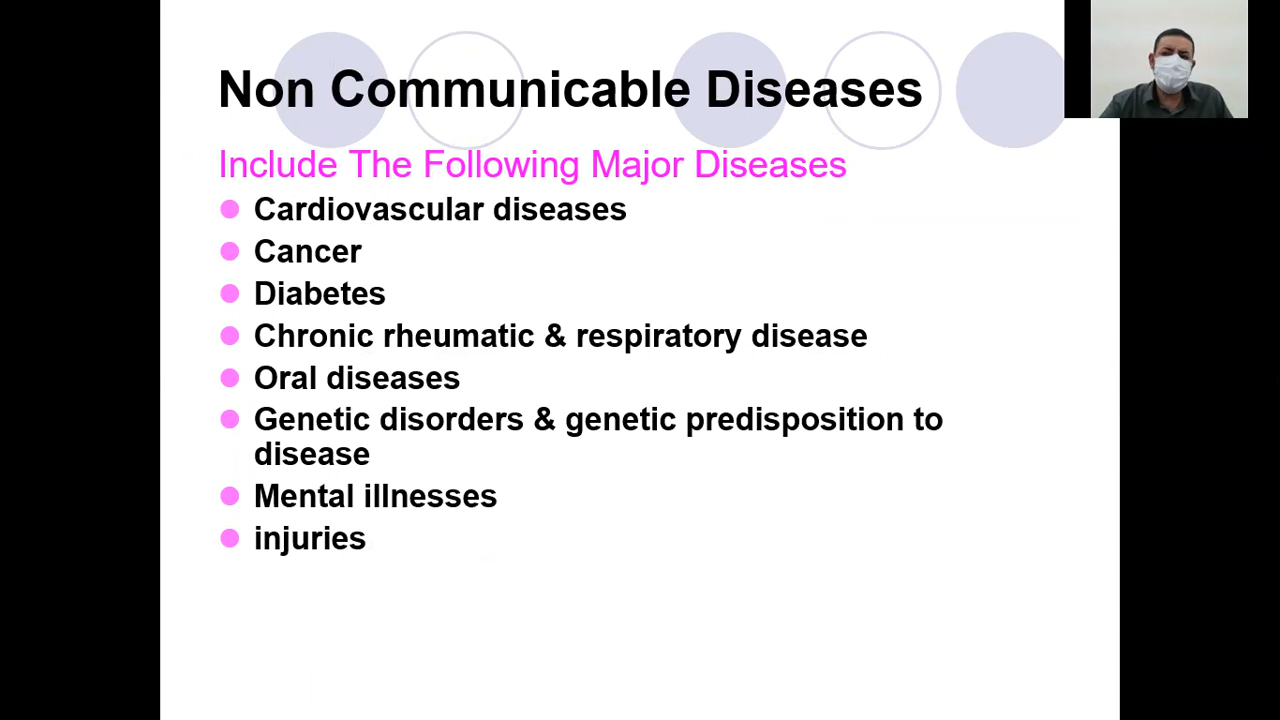 Non Communicable Diseases
Include The Following Major Diseases
Cardiovascular diseases
Cancer
Diabetes
Chronic rheumatic & respiratory disease
Oral diseases
Genetic disorders & genetic predisposition to
disease
Mental illnesses
injuries